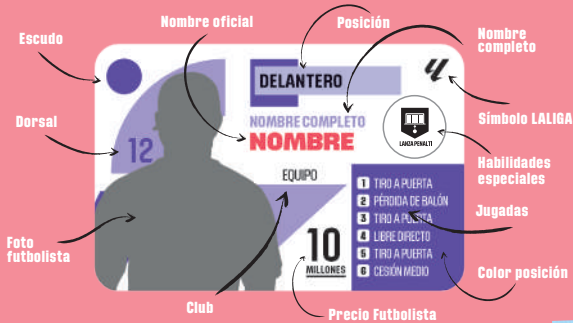 Escudo
Nombre oficial
Posición
Nombre
completo
DELANTERO
NOMBRE COMPLETO
NOMBRE
LANZA PENALTI
Símbolo LALIGA
Dorsal
12
Habilidades
especiales
EQUIPO
1 TIRO A PUERTA
2 PÉRDIDA DE BALÓN
3 TIRO A PUERTA
4 LIBRE DIRECTO
5 TIRO A PUERTA
6 CESIÓN MEDIO
Jugadas
Foto
futbolista
10
MILLONES
Color posición
Club
Precio Futbolista